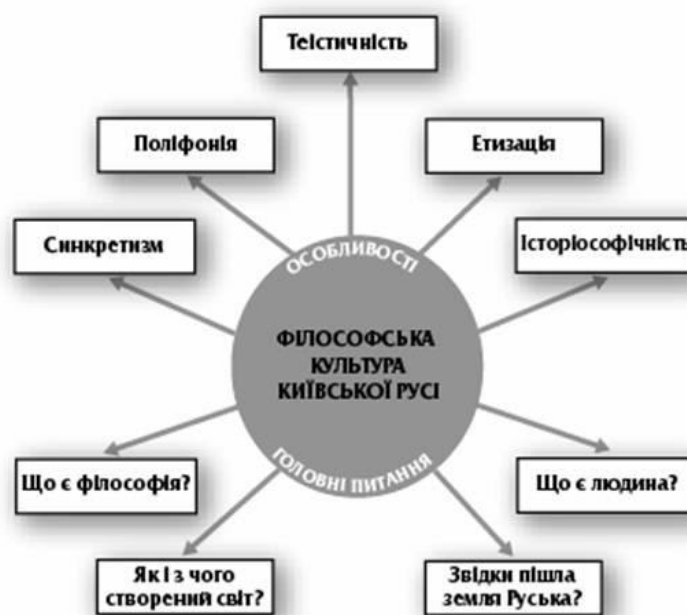 Теїстичність
Поліфонія
Етизація
Синкретизм
Історіософічність
ОСОБЛИВОСТІ
ФІЛОСОФСЬКА
КУЛЬТУРА
КИЇВСЬКОЇ РУСІ
ГОЛОВНІ ПИТАННЯ
Що є філософія?
Що є людина?
Як і з чого
створений світ?
Звідки пішла
земля Руська?